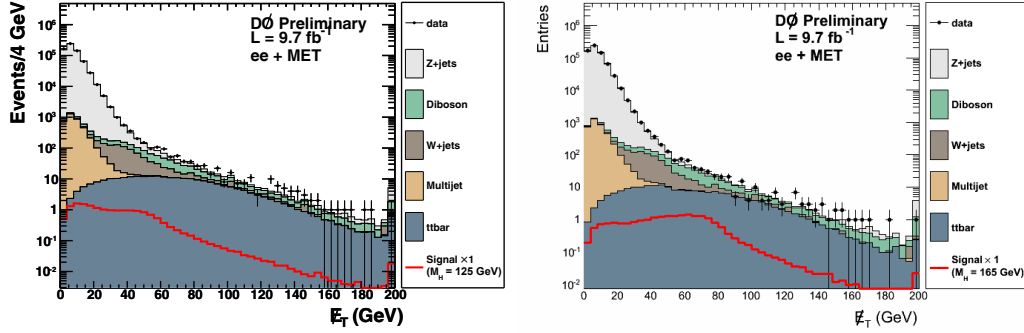 DØ Preliminary
L = 9.7 fb⁻¹
ee + MET
Events/4 GeV
10⁵
10⁴
10³
10²
10
1
10⁻¹
10⁻²
0 20 40 60 80 100 120 140 160 180 200
E̸_T (GeV)
data
Z+jets
Diboson
W+jets
Multijet
ttbar
Signal ×1
(M_H = 125 GeV)
DØ Preliminary
L = 9.7 fb⁻¹
ee + MET
Entries
10⁶
10⁵
10⁴
10³
10²
10
1
10⁻¹
10⁻²
0 20 40 60 80 100 120 140 160 180 200
E̸_T (GeV)
data
Z+jets
Diboson
W+jets
Multijet
ttbar
Signal × 1
(M_H = 165 GeV)